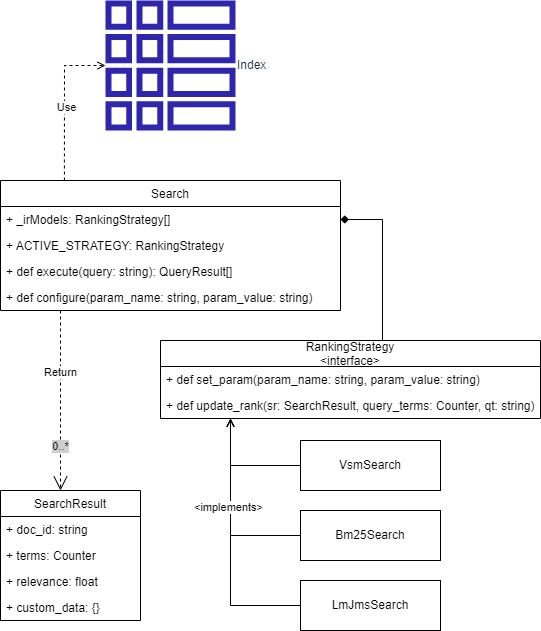 Index
Use
Search
+ _irModels: RankingStrategy[]
+ ACTIVE_STRATEGY: RankingStrategy
+ def execute(query: string): QueryResult[]
+ def configure(param_name: string, param_value: string)
Return
0..*
RankingStrategy
<interface>
+ def set_param(param_name: string, param_value: string)
+ def update_rank(sr: SearchResult, query_terms: Counter, qt: string)
<implements>
VsmSearch
Bm25Search
LmJmsSearch
SearchResult
+ doc_id: string
+ terms: Counter
+ relevance: float
+ custom_data: {}